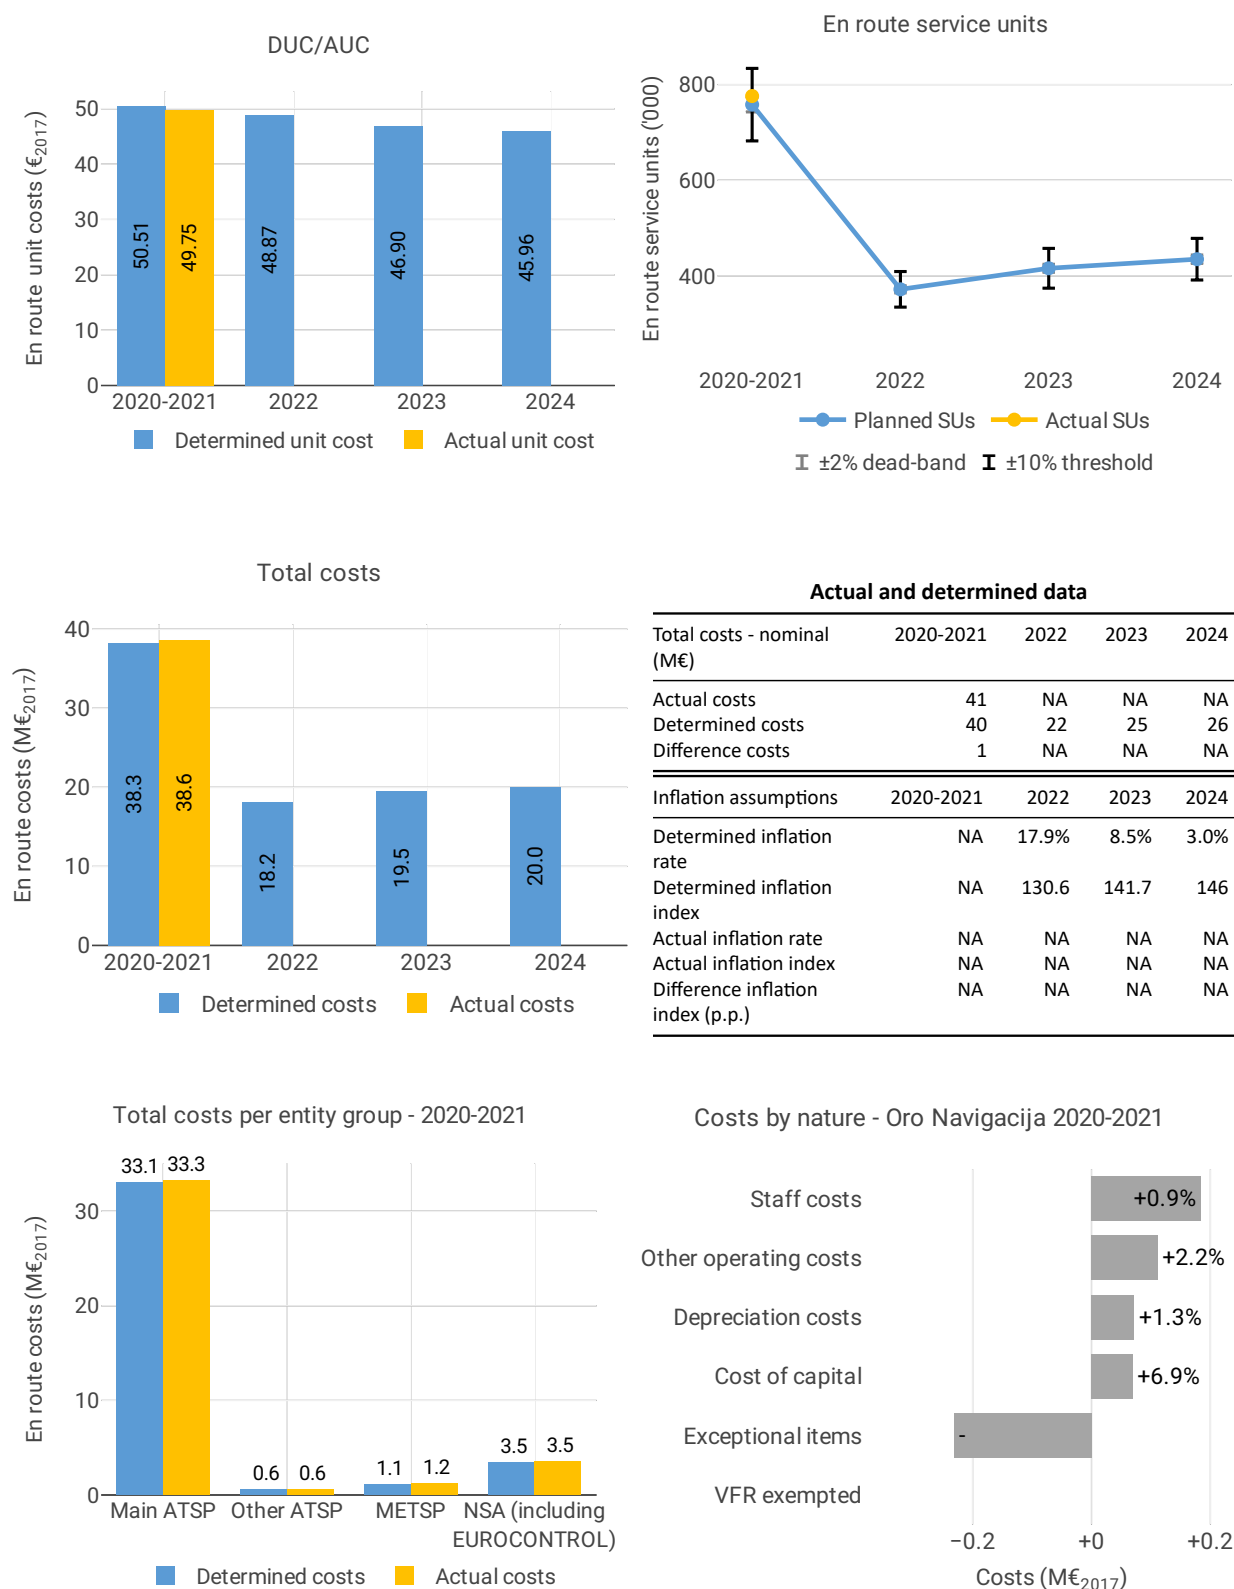 DUC/AUC
En route unit costs (€2017)
50
40
30
20
10
0
50.51
49.75
48.87
46.90
45.96
2020-2021
2022
2023
2024
Determined unit cost
Actual unit cost
En route service units
En route service units ('000)
800
600
400
2020-2021
2022
2023
2024
Planned SUs
Actual SUs
±2% dead-band
±10% threshold
Total costs
En route costs (M€2017)
40
30
20
10
0
38.3
38.6
18.2
19.5
20.0
2020-2021
2022
2023
2024
Determined costs
Actual costs
Actual and determined data
Total costs - nominal (M€) 2020-2021 2022 2023 2024
Actual costs 41 NA NA NA
Determined costs 40 22 25 26
Difference costs 1 NA NA NA
Inflation assumptions 2020-2021 2022 2023 2024
Determined inflation rate NA 17.9% 8.5% 3.0%
Determined inflation index NA 130.6 141.7 146
Actual inflation rate NA NA NA NA
Actual inflation index NA NA NA NA
Difference inflation index (p.p.) NA NA NA NA
Total costs per entity group - 2020-2021
En route costs (M€2017)
30
20
10
0
33.1
33.3
0.6
0.6
1.1
1.2
3.5
3.5
Main ATSP
Other ATSP
METSP
NSA (including
EUROCONTROL)
Determined costs
Actual costs
Costs by nature - Oro Navigacija 2020-2021
Staff costs +0.9%
Other operating costs +2.2%
Depreciation costs +1.3%
Cost of capital +6.9%
Exceptional items -
VFR exempted
−0.2
+0
+0.2
Costs (M€2017)